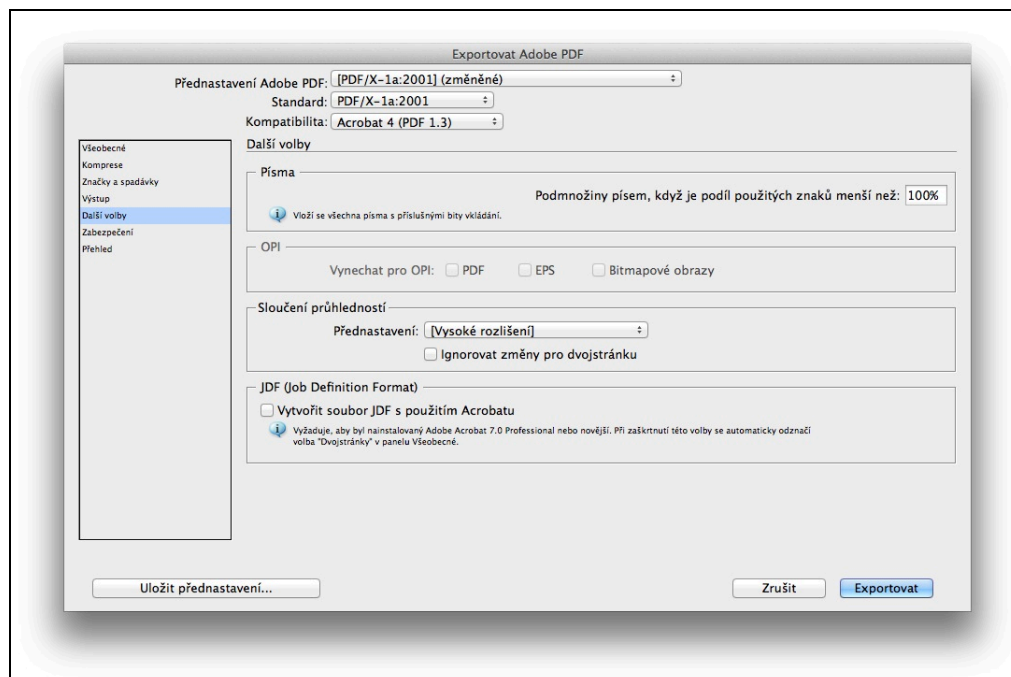 Exportovat Adobe PDF
Přednastavení Adobe PDF: [PDF/X-1a:2001] (změněné)
Standard: PDF/X-1a:2001
Kompatibilita: Acrobat 4 (PDF 1.3)
Všeobecné
Komprese
Značky a spadávky
Výstup
Další volby
Zabezpečení
Přehled
Další volby
Písma
Podmnožiny písem, když je podíl použitých znaků menší než: 100%
Vloží se všechna písma s příslušnými bity vkládání.
OPI
Vynechat pro OPI: PDF EPS Bitmapové obrazy
Sloučení průhledností
Přednastavení: [Vysoké rozlišení]
Ignorovat změny pro dvojstránku
JDF (Job Definition Format)
Vytvořit soubor JDF s použitím Acrobatu
Vyžaduje, aby byl nainstalovaný Adobe Acrobat 7.0 Professional nebo novější. Při zaškrtnutí této volby se automaticky odznačí
volba "Dvojstránky" v panelu Všeobecné.
Uložit přednastavení... Zrušit Exportovat